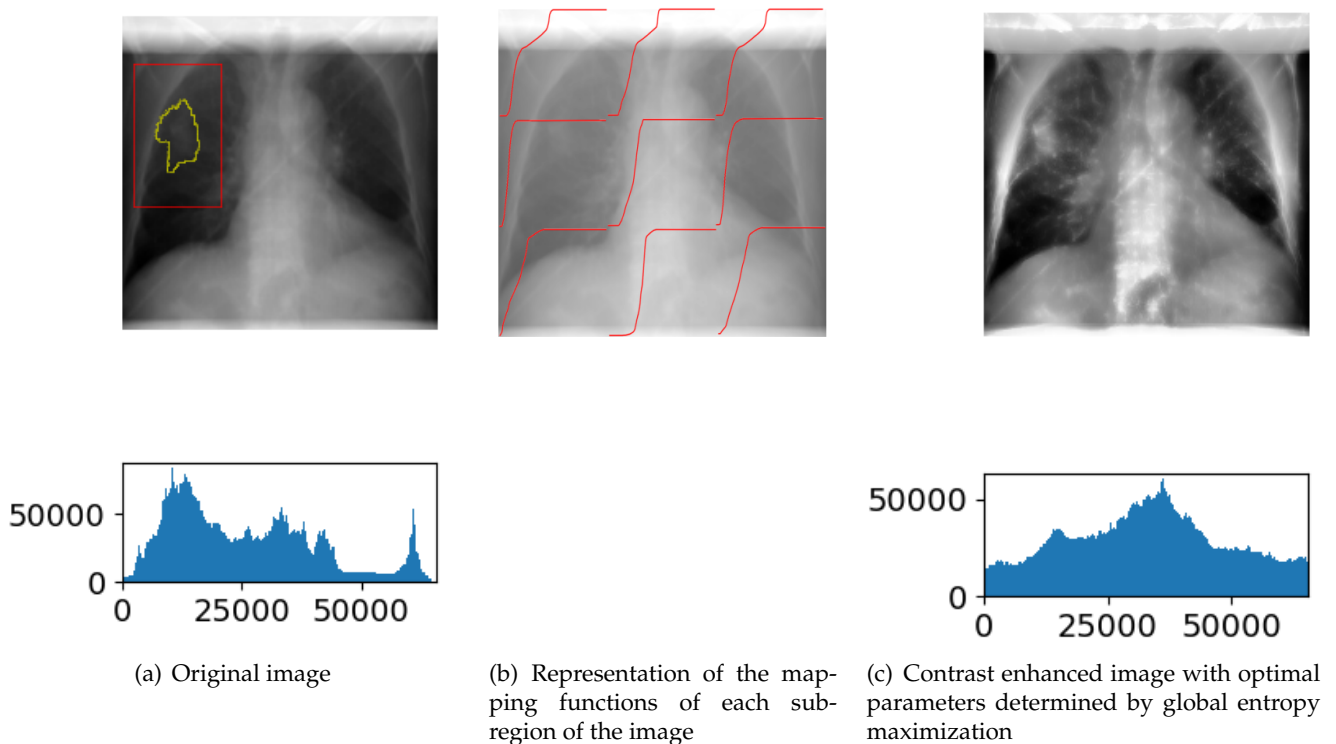 50000
0
0 25000 50000
50000
0
0 25000 50000
(a) Original image
(b) Representation of the map-
ping functions of each sub-
region of the image
(c) Contrast enhanced image with optimal
parameters determined by global entropy
maximization